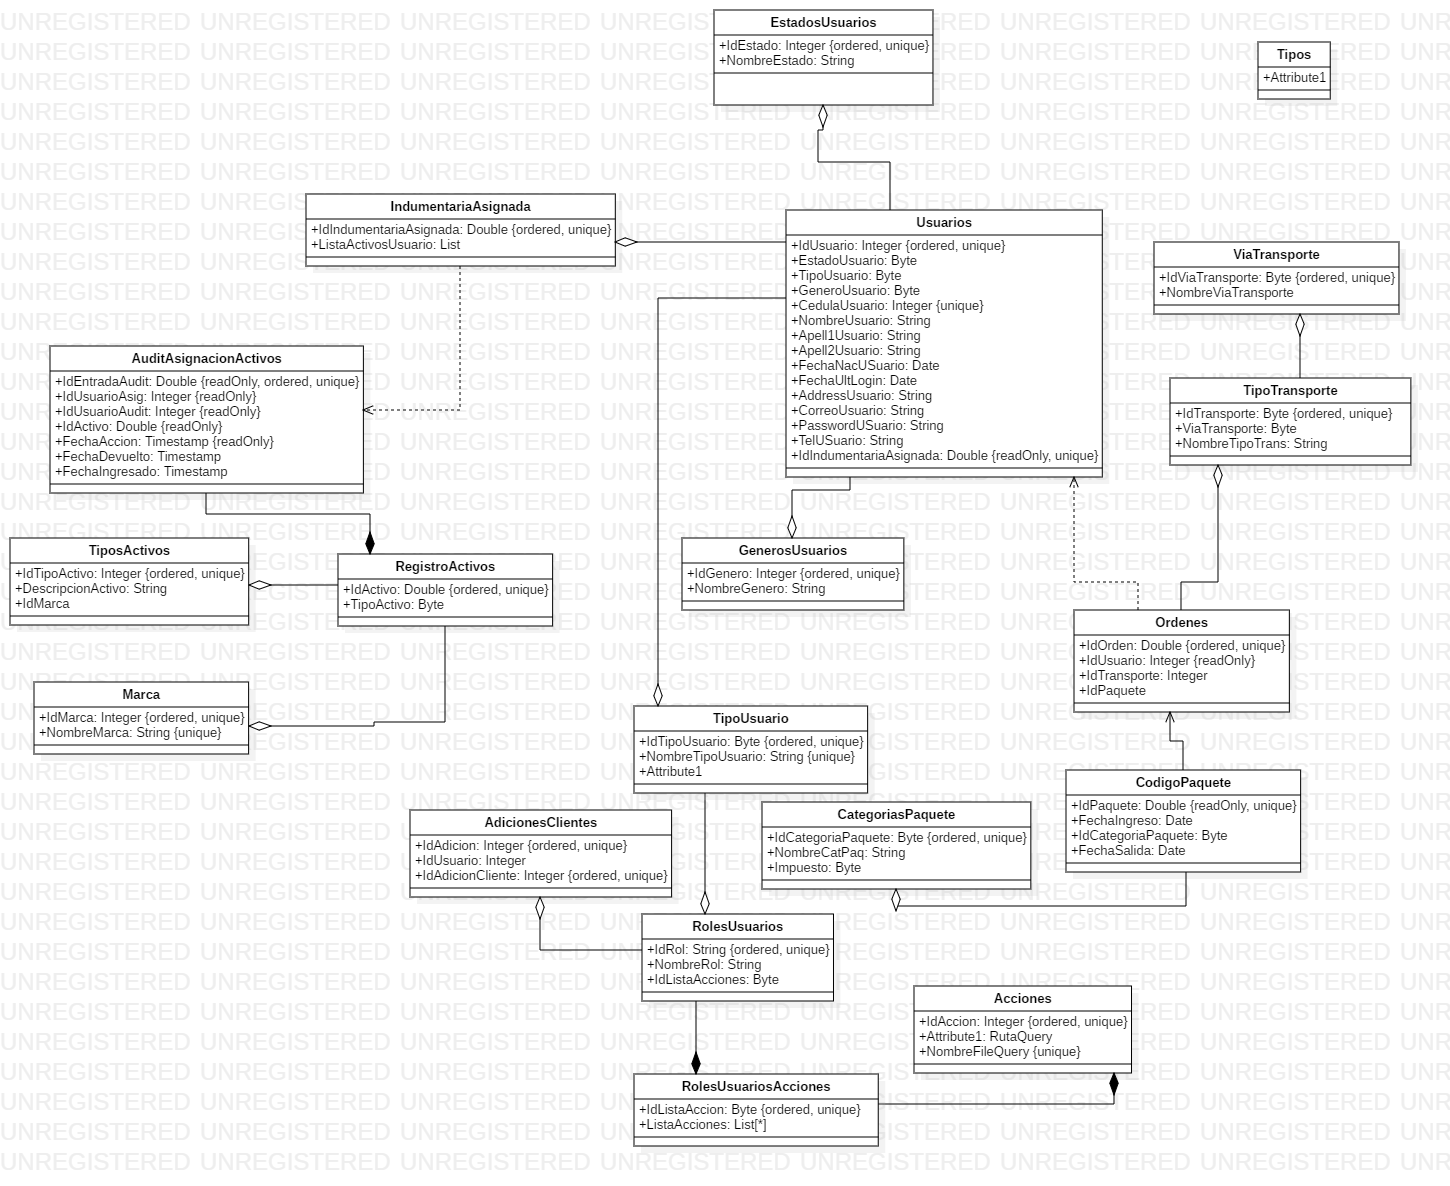 EstadosUsuarios
+IdEstado: Integer {ordered, unique}
+NombreEstado: String
Tipos
+Attribute1
IndumentariaAsignada
+IdIndumentariaAsignada: Double {ordered, unique}
+ListaActivosUsuario: List
Usuarios
+IdUsuario: Integer {ordered, unique}
+EstadoUsuario: Byte
+TipoUsuario: Byte
+GeneroUsuario: Byte
+CedulaUsuario: Integer {unique}
+NombreUsuario: String
+Apell1Usuario: String
+Apell2Usuario: String
+FechaNacUSuario: Date
+FechaUltLogin: Date
+AddressUsuario: String
+CorreoUsuario: String
+PasswordUSuario: String
+TelUSuario: String
+IdIndumentariaAsignada: Double {readOnly, unique}
ViaTransporte
+IdViaTransporte: Byte {ordered, unique}
+NombreViaTransporte
AuditAsignacionActivos
+IdEntradaAudit: Double {readOnly, ordered, unique}
+IdUsuarioAsig: Integer {readOnly}
+IdUsuarioAudit: Integer {readOnly}
+IdActivo: Double {readOnly}
+FechaAccion: Timestamp {readOnly}
+FechaDevuelto: Timestamp
+FechaIngresado: Timestamp
TipoTransporte
+IdTransporte: Byte {ordered, unique}
+ViaTransporte: Byte
+NombreTipoTrans: String
TiposActivos
+IdTipoActivo: Integer {ordered, unique}
+DescripcionActivo: String
+IdMarca
RegistroActivos
+IdActivo: Double {ordered, unique}
+TipoActivo: Byte
GenerosUsuarios
+IdGenero: Integer {ordered, unique}
+NombreGenero: String
Ordenes
+IdOrden: Double {ordered, unique}
+IdUsuario: Integer {readOnly}
+IdTransporte: Integer
+IdPaquete
Marca
+IdMarca: Integer {ordered, unique}
+NombreMarca: String {unique}
TipoUsuario
+IdTipoUsuario: Byte {ordered, unique}
+NombreTipoUsuario: String {unique}
+Attribute1
CodigoPaquete
+IdPaquete: Double {readOnly, unique}
+FechaIngreso: Date
+IdCategoriaPaquete: Byte
+FechaSalida: Date
AdicionesClientes
+IdAdicion: Integer {ordered, unique}
+IdUsuario: Integer
+IdAdicionCliente: Integer {ordered, unique}
CategoriasPaquete
+IdCategoriaPaquete: Byte {ordered, unique}
+NombreCatPaq: String
+Impuesto: Byte
RolesUsuarios
+IdRol: String {ordered, unique}
+NombreRol: String
+IdListaAcciones: Byte
Acciones
+IdAccion: Integer {ordered, unique}
+Attribute1: RutaQuery
+NombreFileQuery {unique}
RolesUsuariosAcciones
+IdListaAccion: Byte {ordered, unique}
+ListaAcciones: List[*]
UNREGISTERED